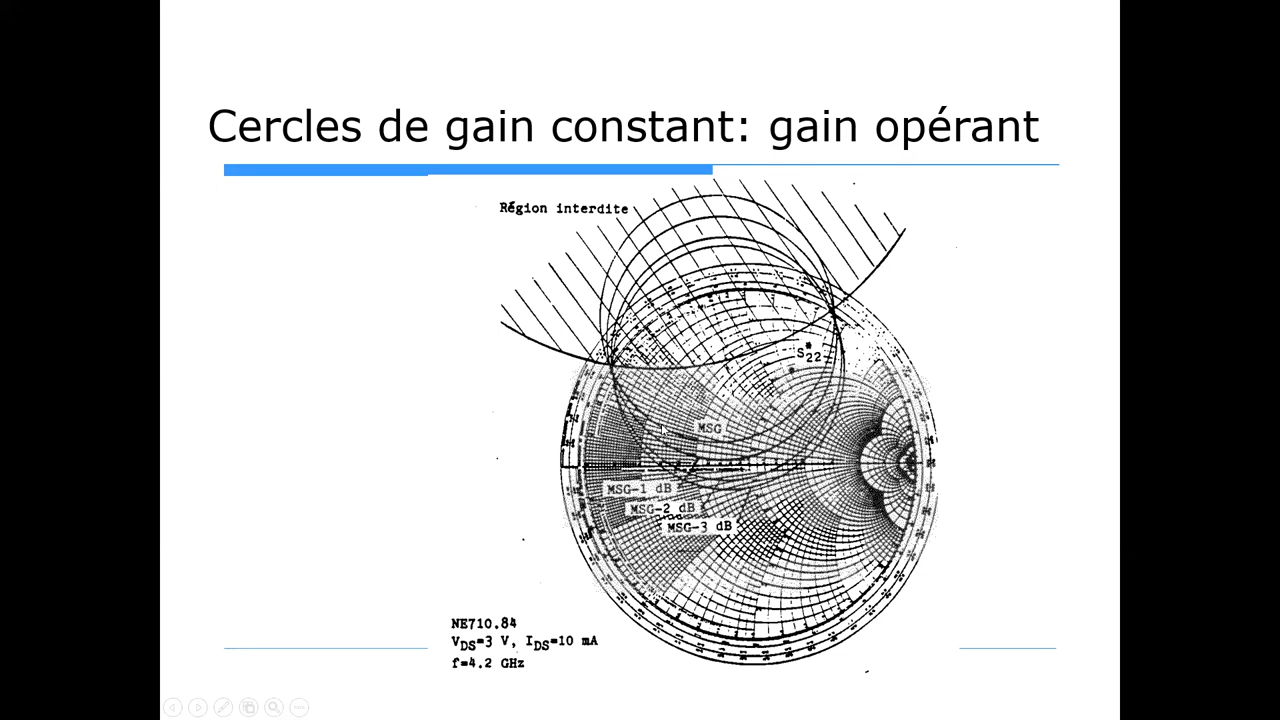 Cercles de gain constant: gain opérant
Région interdite
S*22
MSG
MSG-1 dB
MSG-2 dB
MSG-3 dB
NE710.84
VDS=3 V, IDS=10 mA
f=4.2 GHz